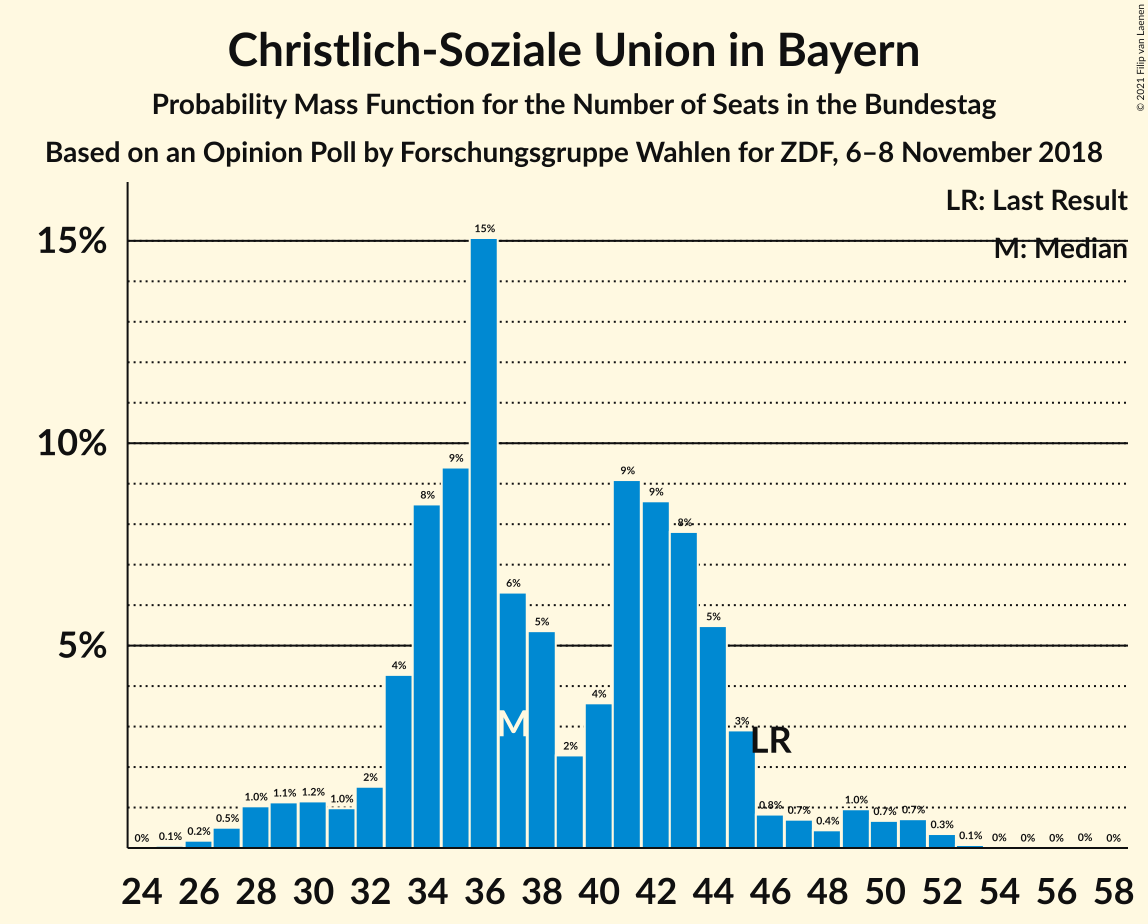 Christlich-Soziale Union in Bayern
Probability Mass Function for the Number of Seats in the Bundestag
Based on an Opinion Poll by Forschungsgruppe Wahlen for ZDF, 6–8 November 2018
© 2021 Filip van Laenen
LR: Last Result
M: Median
15%
10%
5%
0% 0.1% 0.2% 0.5% 1.0% 1.1% 1.2% 1.0% 2% 4% 8% 9% 15% 6% 5% 2% 4% 9% 9% 8% 5% 3% 0.8% 0.7% 0.4% 1.0% 0.7% 0.7% 0.3% 0.1% 0% 0% 0% 0% 0%
M
LR
24 26 28 30 32 34 36 38 40 42 44 46 48 50 52 54 56 58